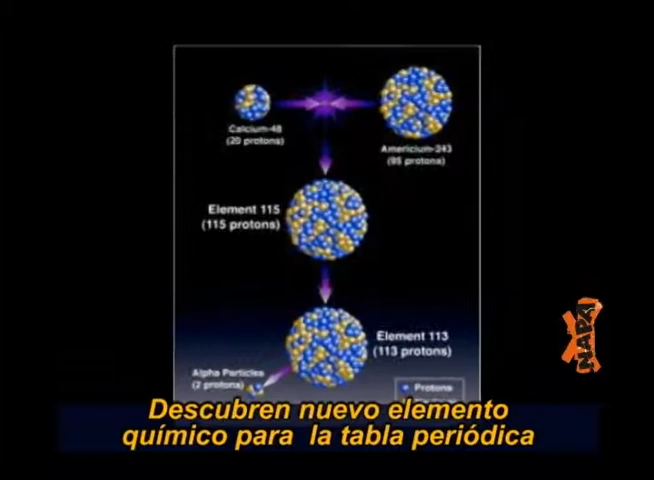 Calcium-48
(20 protons)
Americium-243
(95 protons)
Element 115
(115 protons)
Element 113
(113 protons)
Alpha Particles
(2 protons)
Protons
NAPA
Descubren nuevo elemento
químico para la tabla periódica